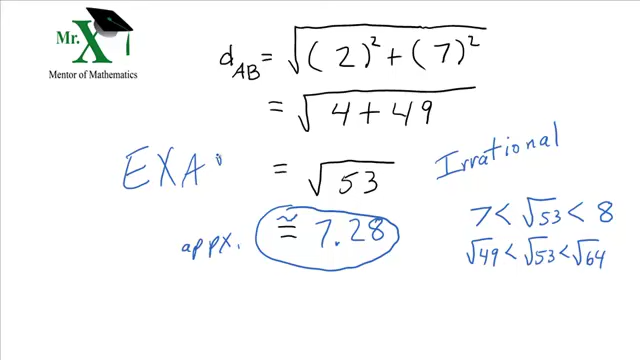 Mr.
X
Mentor of Mathematics
d_AB = √((2)² + (7)²)
= √(4 + 49)
EXA
= √53
Irrational
appx. ≅ 7.28
7 < √53 < 8
√49 < √53 < √64